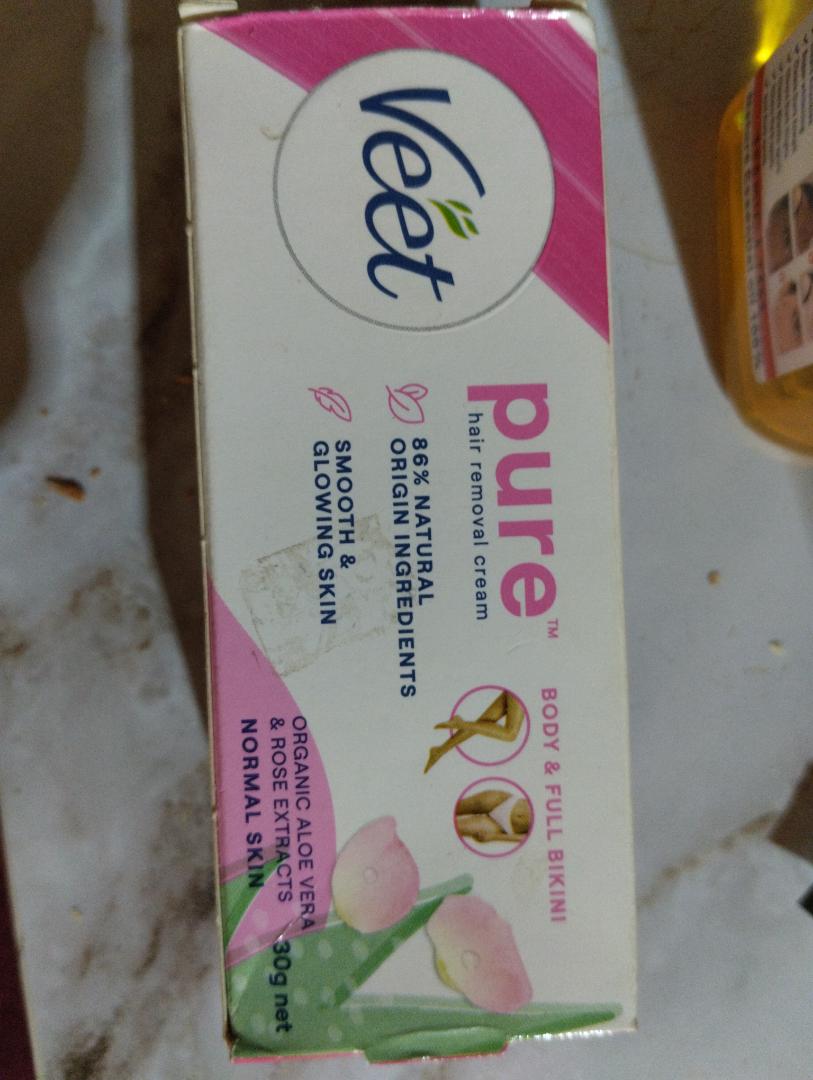 Veet
pure™
hair removal cream
86% NATURAL
ORIGIN INGREDIENTS
SMOOTH &
GLOWING SKIN
BODY & FULL BIKINI
ORGANIC ALOE VERA
& ROSE EXTRACTS
NORMAL SKIN
30g net